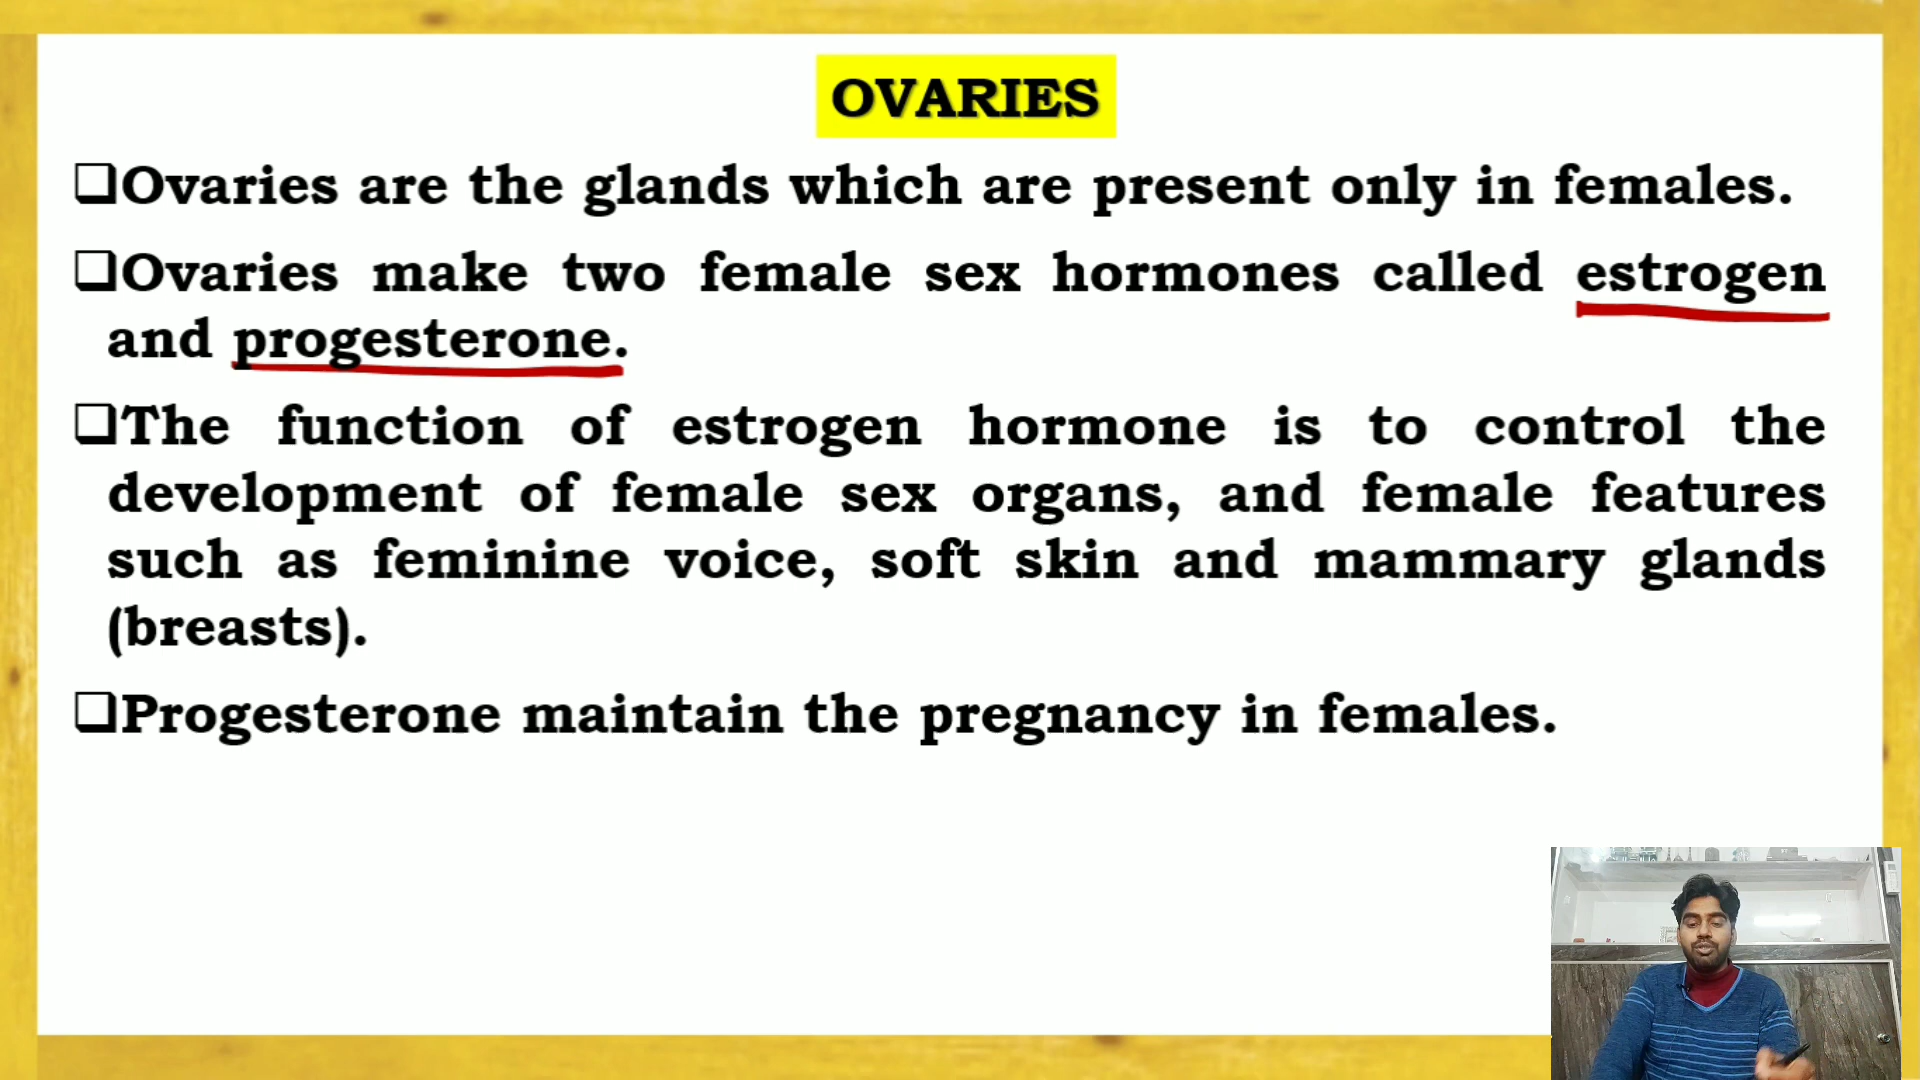 OVARIES
❑Ovaries are the glands which are present only in females.
❑Ovaries make two female sex hormones called estrogen
and progesterone.
❑The function of estrogen hormone is to control the
development of female sex organs, and female features
such as feminine voice, soft skin and mammary glands
(breasts).
❑Progesterone maintain the pregnancy in females.